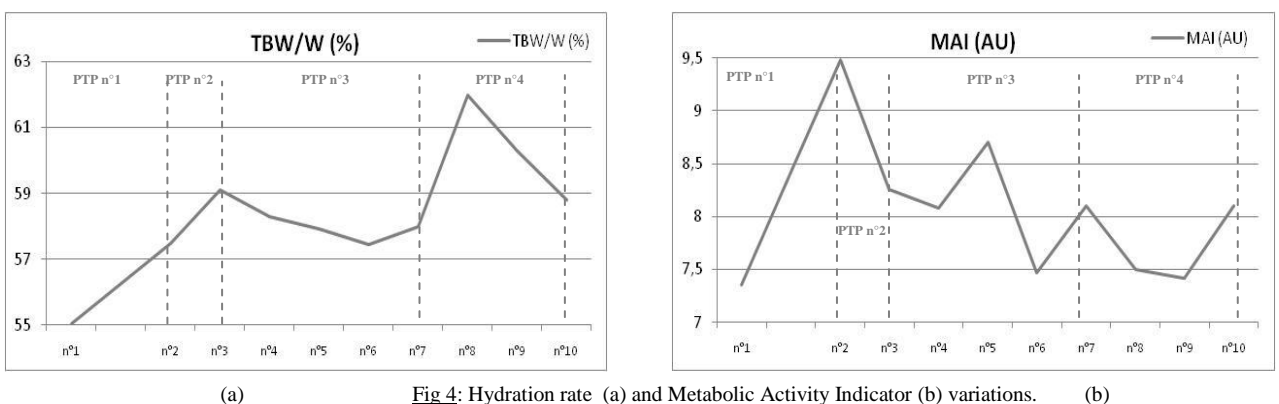 TBW/W (%)
TBW/W (%)
63
61
59
57
55
PTP n°1
PTP n°2
PTP n°3
PTP n°4
n°1 n°2 n°3 n°4 n°5 n°6 n°7 n°8 n°9 n°10
MAI (AU)
MAI (AU)
9,5
9
8,5
8
7,5
7
PTP n°1
PTP n°2
PTP n°3
PTP n°4
n°1 n°2 n°3 n°4 n°5 n°6 n°7 n°8 n°9 n°10
(a) Fig 4: Hydration rate (a) and Metabolic Activity Indicator (b) variations. (b)